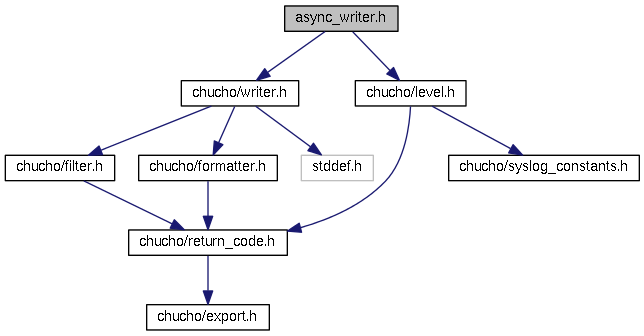 async_writer.h
chucho/writer.h
chucho/level.h
chucho/filter.h
chucho/formatter.h
stddef.h
chucho/syslog_constants.h
chucho/return_code.h
chucho/export.h